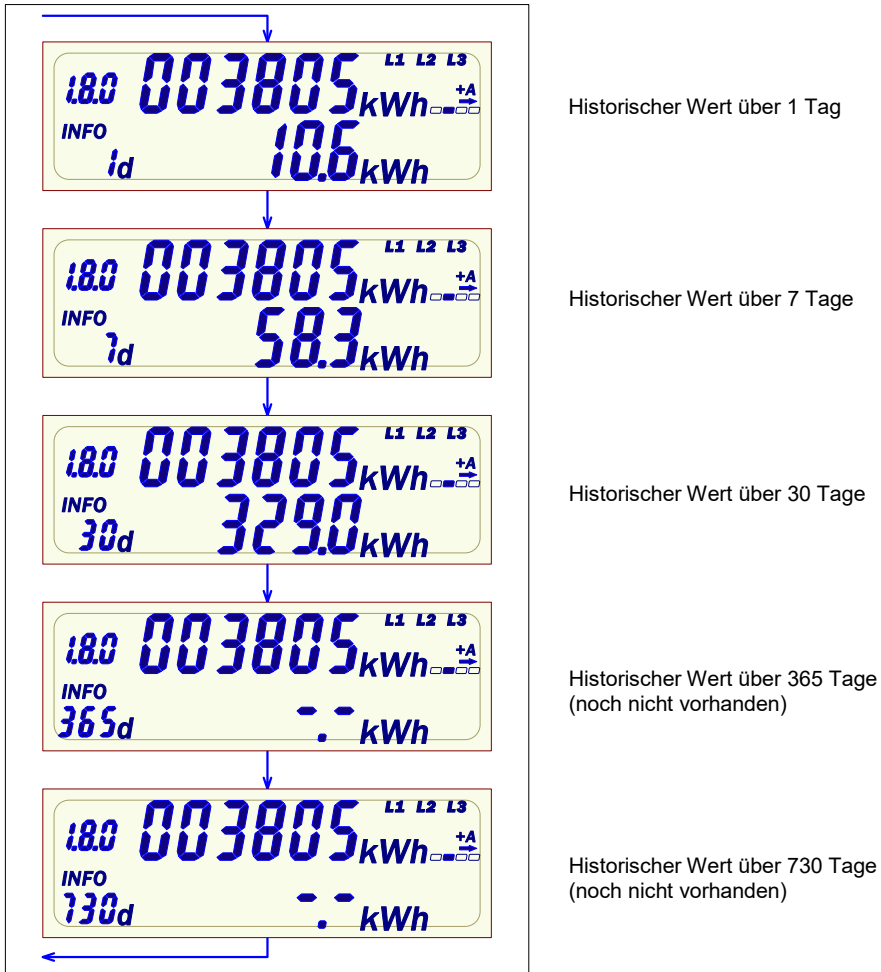 L1 L2 L3
1.8.0 003805 kWh +A
INFO
1d 10.6 kWh
Historischer Wert über 1 Tag
L1 L2 L3
1.8.0 003805 kWh +A
INFO
7d 58.3 kWh
Historischer Wert über 7 Tage
L1 L2 L3
1.8.0 003805 kWh +A
INFO
30d 329.0 kWh
Historischer Wert über 30 Tage
L1 L2 L3
1.8.0 003805 kWh +A
INFO
365d -.- kWh
Historischer Wert über 365 Tage
(noch nicht vorhanden)
L1 L2 L3
1.8.0 003805 kWh +A
INFO
730d -.- kWh
Historischer Wert über 730 Tage
(noch nicht vorhanden)